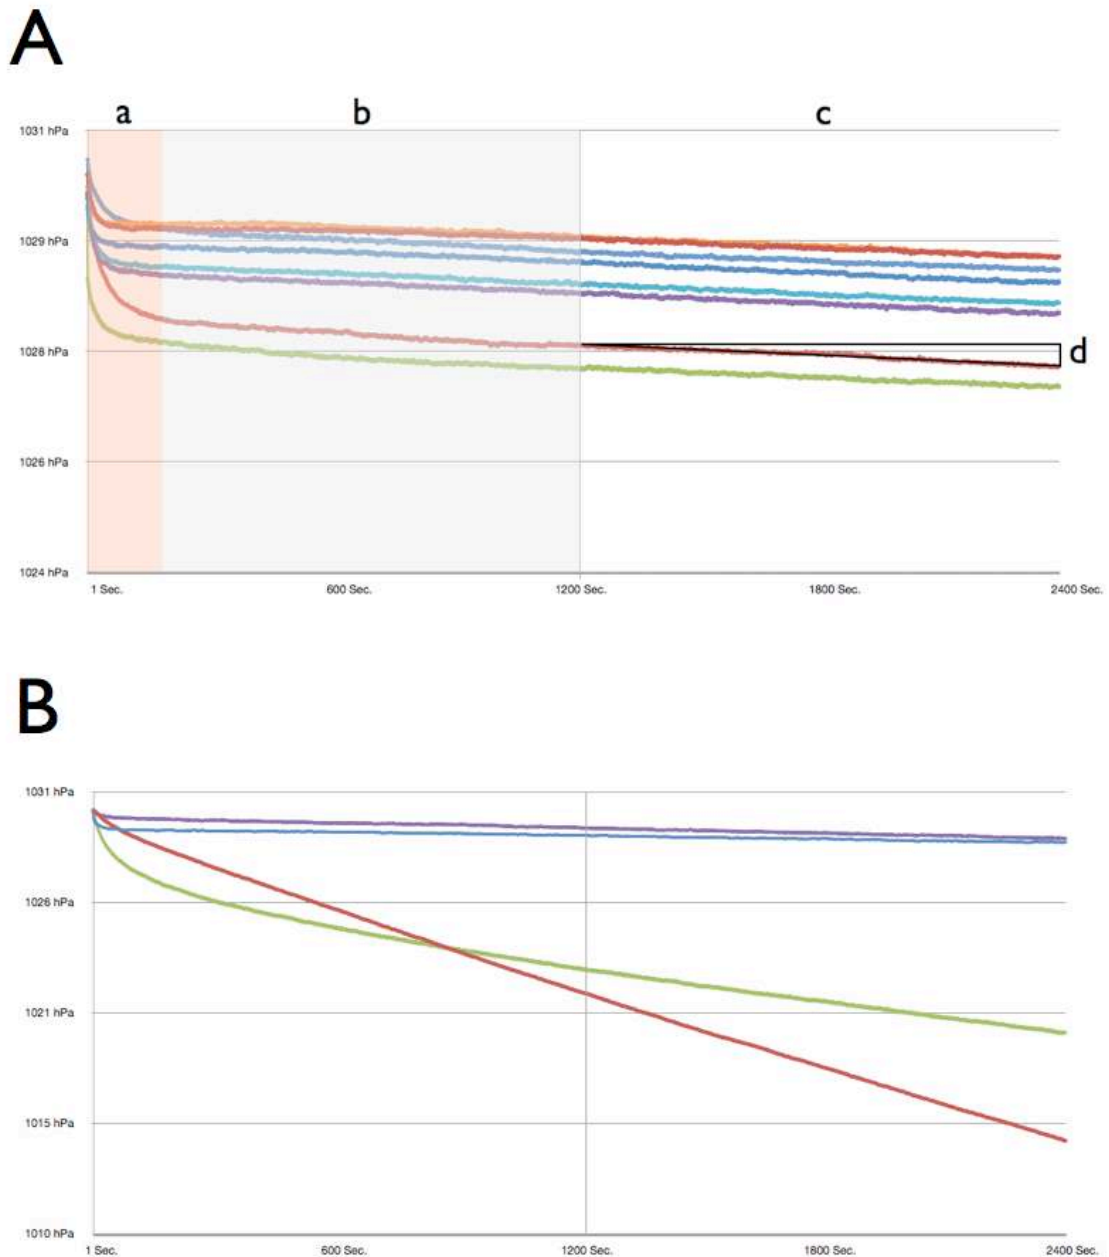 A
a b c
1031 hPa
1029 hPa
1028 hPa
d
1026 hPa
1024 hPa
1 Sec. 600 Sec. 1200 Sec. 1800 Sec. 2400 Sec.
B
1031 hPa
1026 hPa
1021 hPa
1015 hPa
1010 hPa
1 Sec. 600 Sec. 1200 Sec. 1800 Sec. 2400 Sec.